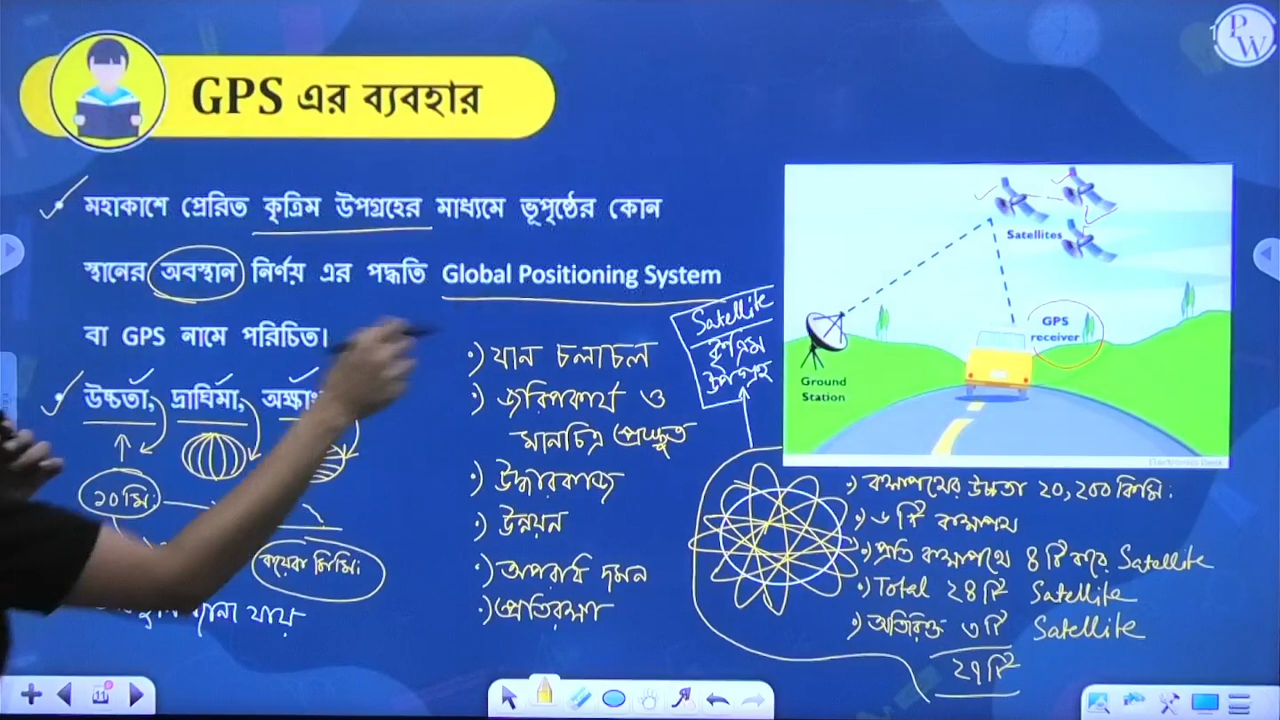 PW
GPS এর ব্যবহার
মহাকাশে প্রেরিত কৃত্রিম উপগ্রহের মাধ্যমে ভূপৃষ্ঠের কোন
স্থানের অবস্থান নির্ণয় এর পদ্ধতি Global Positioning System
বা GPS নামে পরিচিত।
উচ্চতা, দ্রাঘিমা,
১০মি:
কয়েক মিমি:
জানা যায়
যান চলাচল
জরিপকার্য ও
মানচিত্র প্রস্তুত
উদ্ধারকাজ
উন্নয়ন
অপরাধ দমন
প্রতিরক্ষা
Satellite
কৃত্রিম
উপগ্রহ
Satellites
GPS
receiver
Ground
Station
কক্ষপথের উচ্চতা ২০,২০০ কিমি:
৬টি কক্ষপথ
প্রতি কক্ষপথে ৪টি করে Satellite
Total ২৪টি Satellite
অতিরিক্ত ৩টি Satellite
২৭টি
11